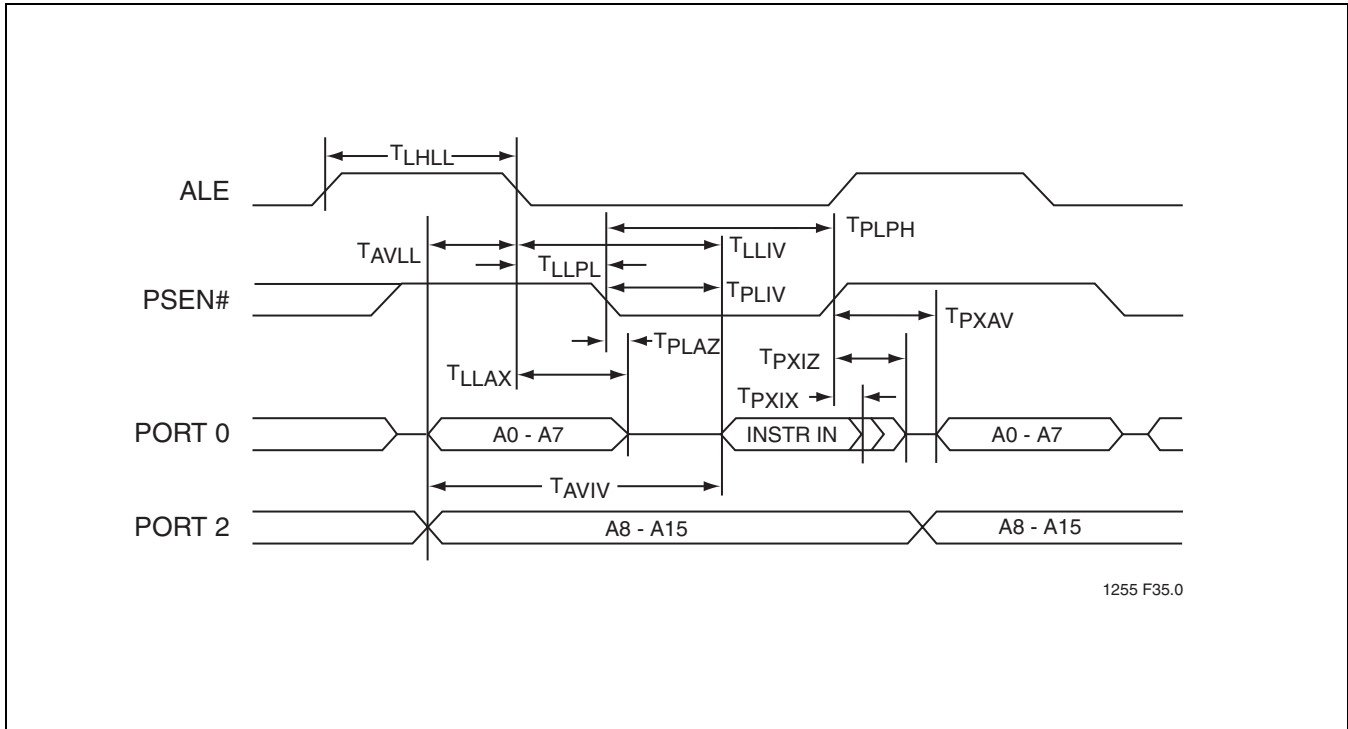 TLHLL
ALE
TPLPH
TAVLL
TLLIV
TLLPL
PSEN#
TPLIV
TPXAV
TPLAZ
TPXIZ
TLLAX
TPXIX
PORT 0
A0 - A7
INSTR IN
A0 - A7
TAVIV
PORT 2
A8 - A15
A8 - A15
1255 F35.0